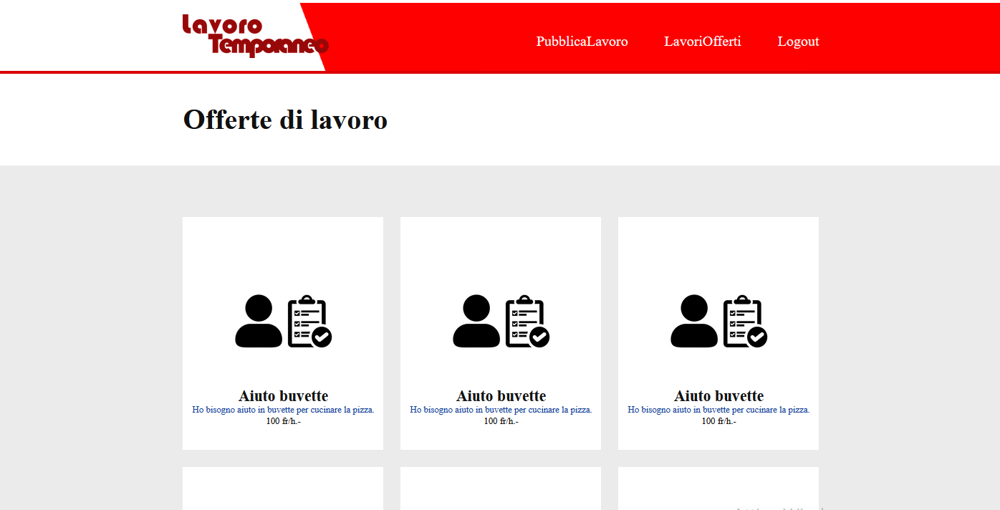 Lavoro
Temporaneo
PubblicaLavoro LavoriOfferti Logout
Offerte di lavoro
Aiuto buvette Aiuto buvette Aiuto buvette
Ho bisogno aiuto in buvette per cucinare la pizza. Ho bisogno aiuto in buvette per cucinare la pizza. Ho bisogno aiuto in buvette per cucinare la pizza.
100 fr/h.- 100 fr/h.- 100 fr/h.-